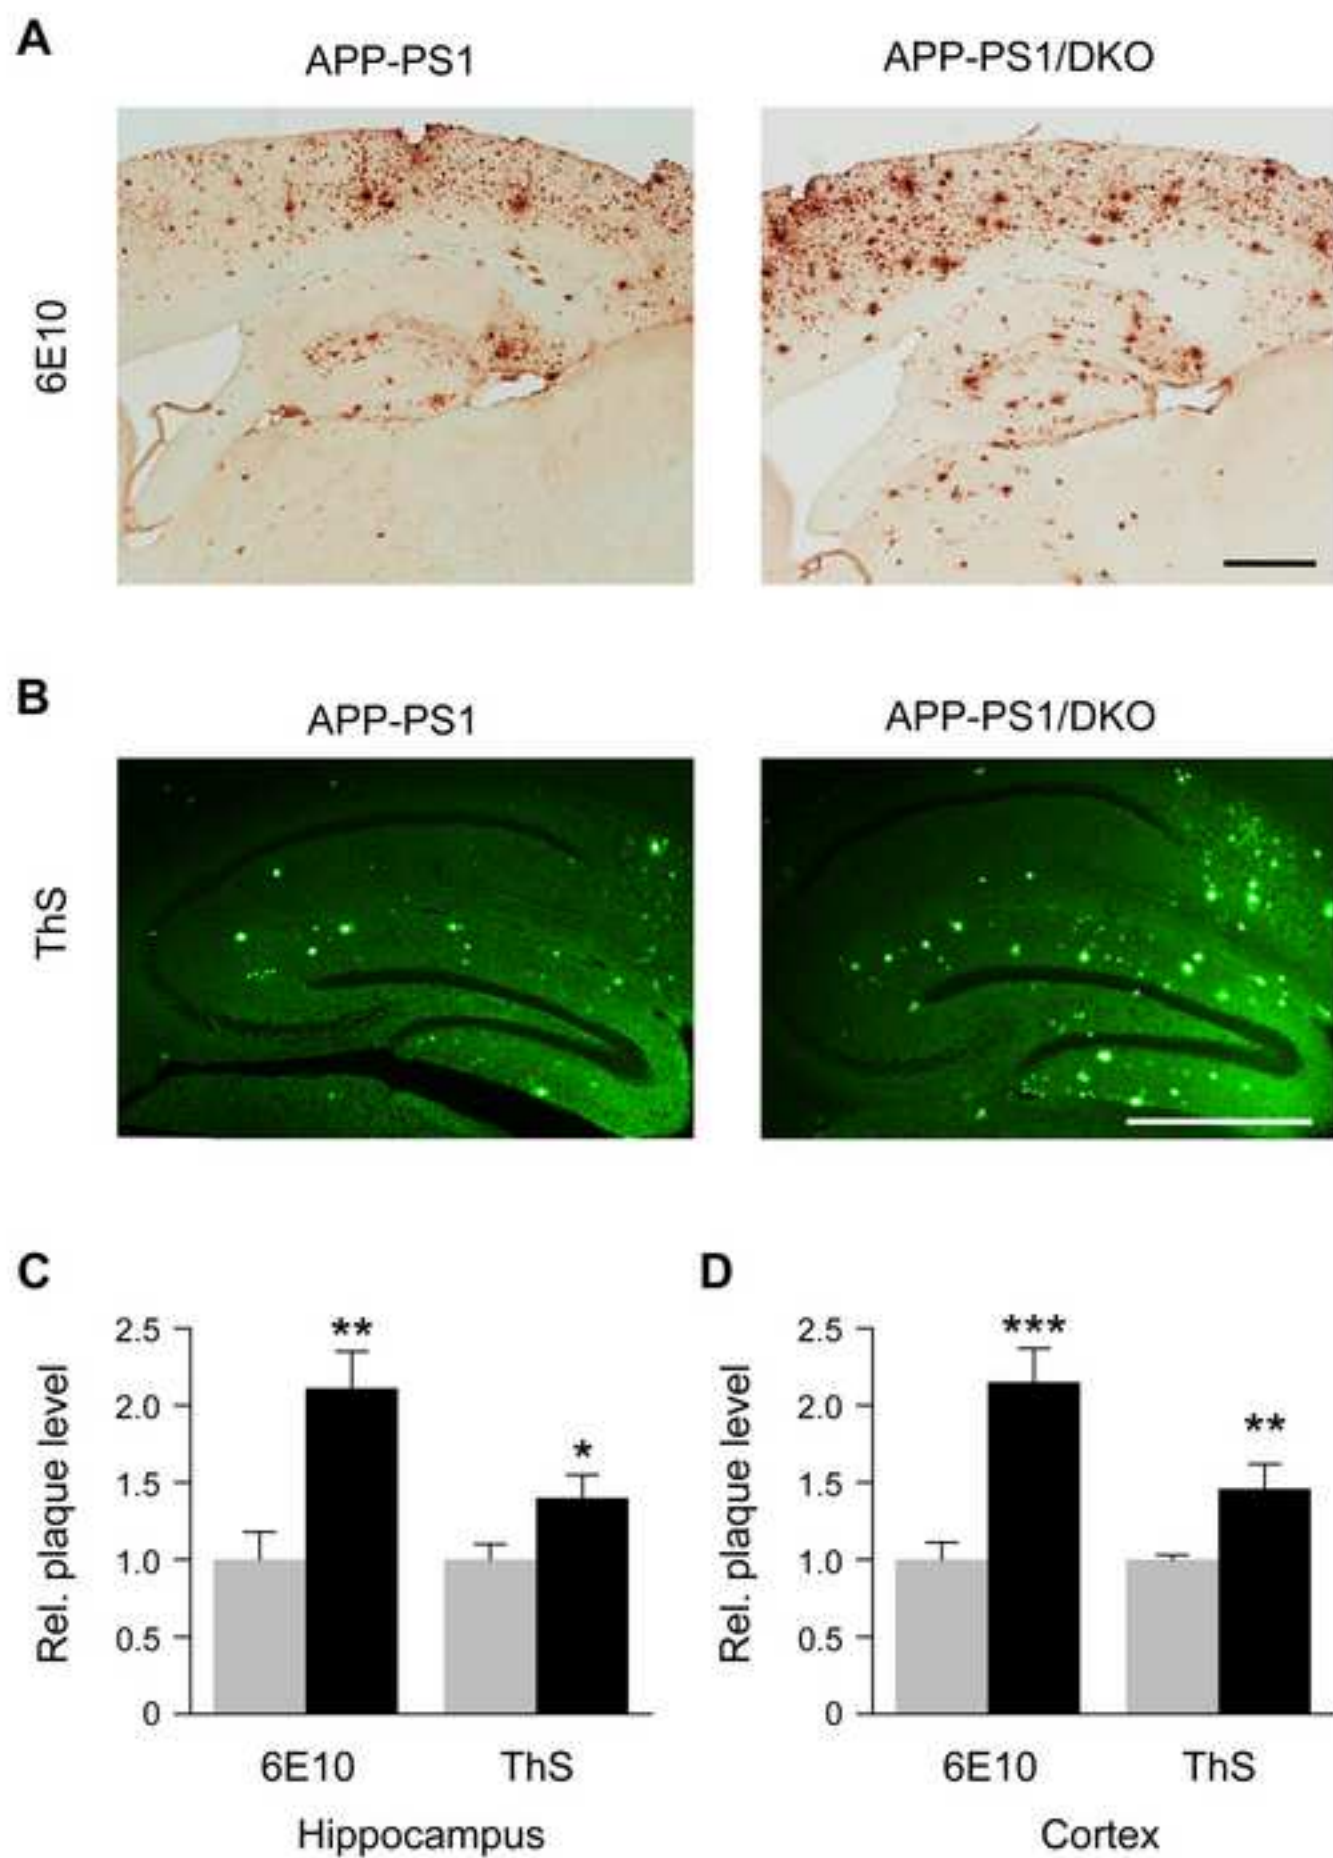 A
APP-PS1
APP-PS1/DKO
6E10
B
APP-PS1
APP-PS1/DKO
ThS
C
Rel. plaque level
2.5
2.0
1.5
1.0
0.5
0
**
*
6E10
ThS
Hippocampus
D
Rel. plaque level
2.5
2.0
1.5
1.0
0.5
0
***
**
6E10
ThS
Cortex